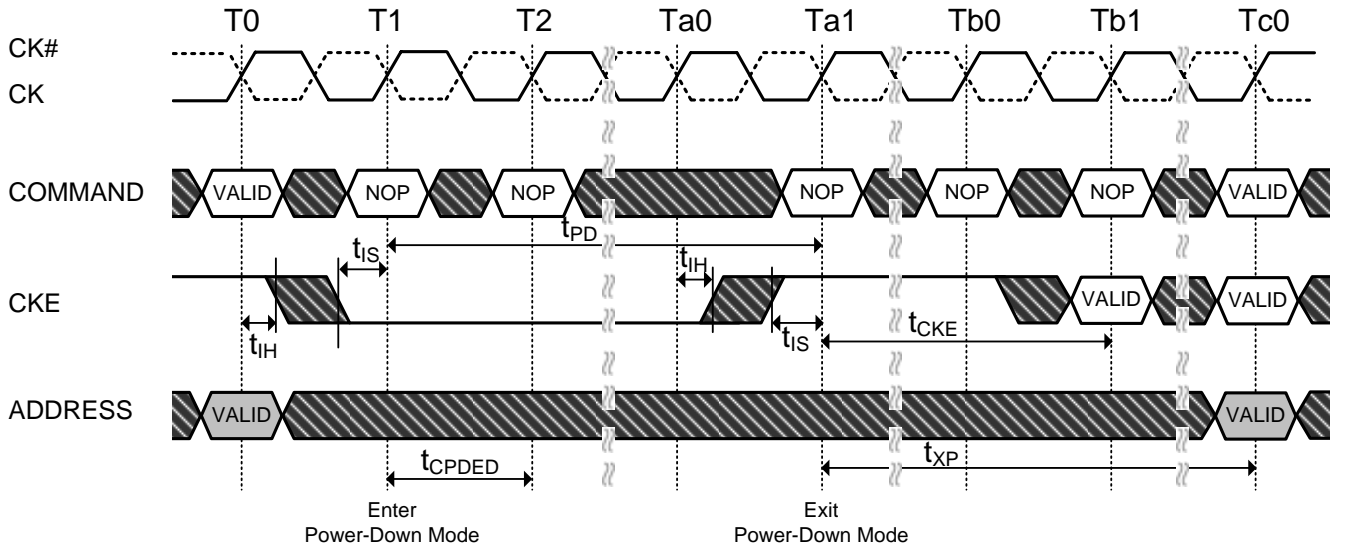 T0 T1 T2 Ta0 Ta1 Tb0 Tb1 Tc0
CK#
CK
COMMAND VALID NOP NOP NOP NOP NOP VALID
tPD
tIS tIH
CKE VALID VALID
tIH tIS tCKE
ADDRESS VALID VALID
tCPDED tXP
Enter
Power-Down Mode
Exit
Power-Down Mode